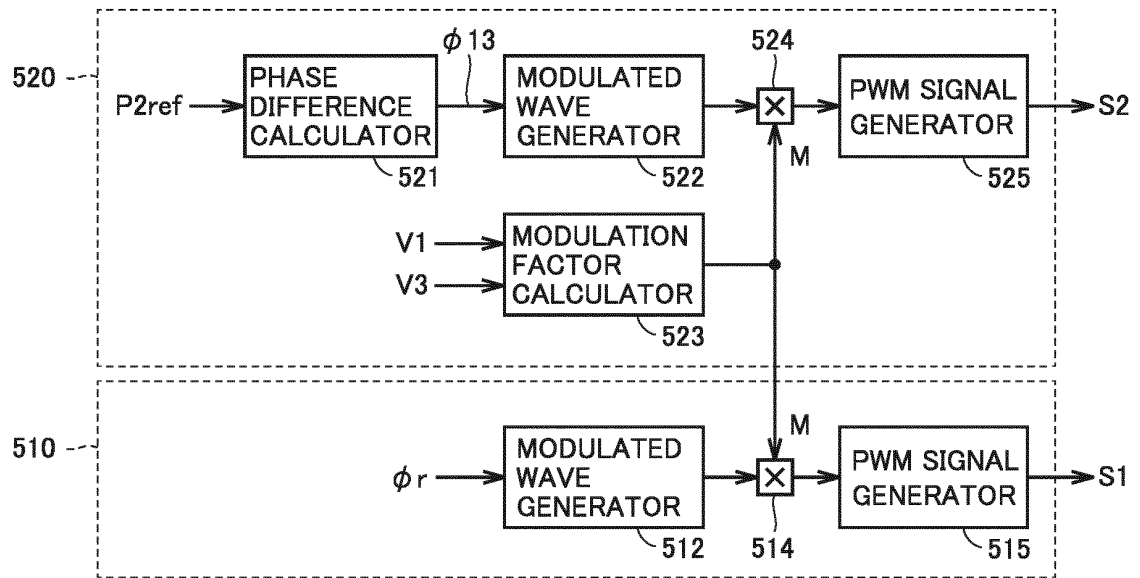 520
P2ref
PHASE
DIFFERENCE
CALCULATOR
521
φ13
MODULATED
WAVE
GENERATOR
522
524
M
PWM SIGNAL
GENERATOR
525
S2
V1
V3
MODULATION
FACTOR
CALCULATOR
523
510
φr
MODULATED
WAVE
GENERATOR
512
M
514
PWM SIGNAL
GENERATOR
515
S1